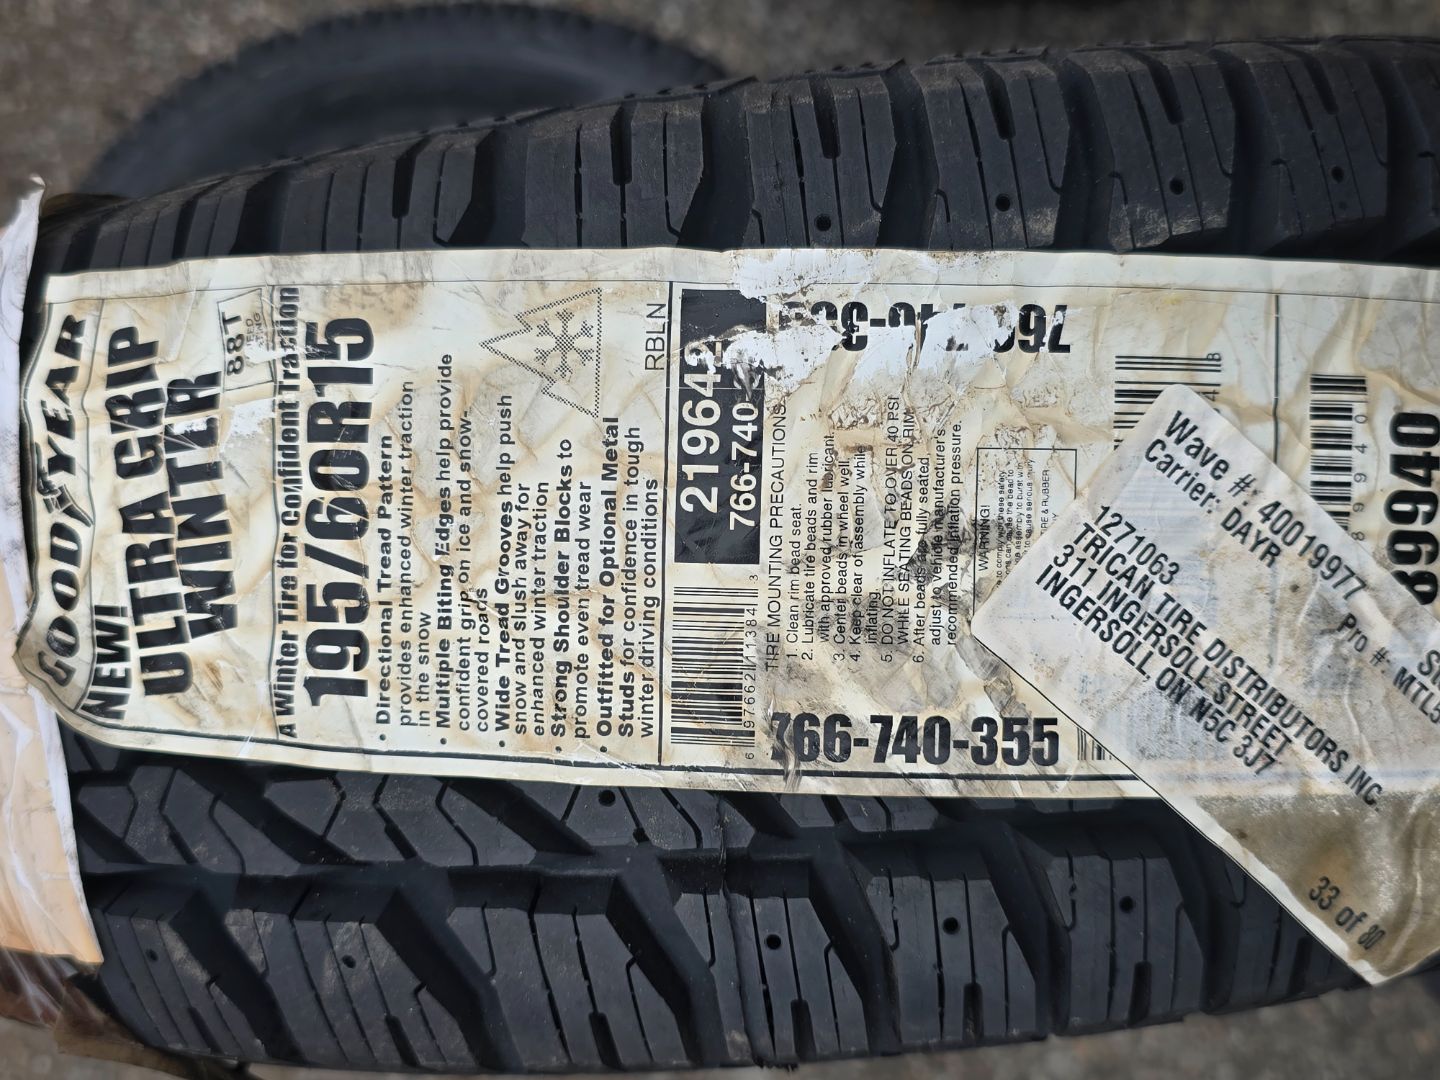 GOODYEAR
NEW!
ULTRA GRIP
WINTER
88T
A Winter Tire for Confident Traction
195/60R15
• Directional Tread Pattern
provides enhanced winter traction
in the snow
• Multiple Biting Edges help provide
confident grip on ice and snow-
covered roads
• Wide Tread Grooves help push
snow and slush away for
enhanced winter traction
• Strong Shoulder Blocks to
promote even tread wear
• Outfitted for Optional Metal
Studs for confidence in tough
winter driving conditions
RBLN
766-740
6 97662 11384 3
TIRE MOUNTING PRECAUTIONS
1. Clean rim bead seat.
2. Lubricate tire beads and rim
with approved rubber lubricant.
3. Center beads in wheel well.
4. Keep clear of assembly while
inflating.
5. DO NOT INFLATE TO OVER 40 PSI
WHILE SEATING BEADS ON RIM.
6. After beads are fully seated,
adjust to vehicle manufacturer's
recommended inflation pressure.
WARNING!
766-740-355
89940
Wave #: 40019977
Carrier: DAYR
Pro #: MTL5
1271063
TRICAN TIRE DISTRIBUTORS INC.
311 INGERSOLL STREET
INGERSOLL, ON N5C 3J7
33 of 80